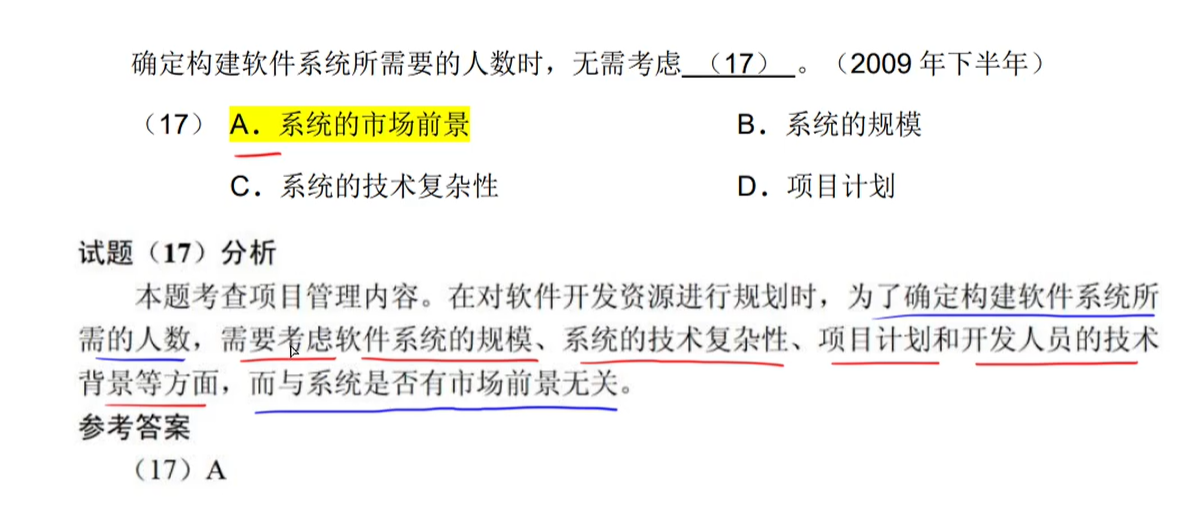 确定构建软件系统所需要的人数时，无需考虑 （17） 。（2009 年下半年）
（17） A．系统的市场前景 B．系统的规模
C．系统的技术复杂性 D．项目计划
试题（17）分析
本题考查项目管理内容。在对软件开发资源进行规划时，为了确定构建软件系统所
需的人数，需要考虑软件系统的规模、系统的技术复杂性、项目计划和开发人员的技术
背景等方面，而与系统是否有市场前景无关。
参考答案
（17）A